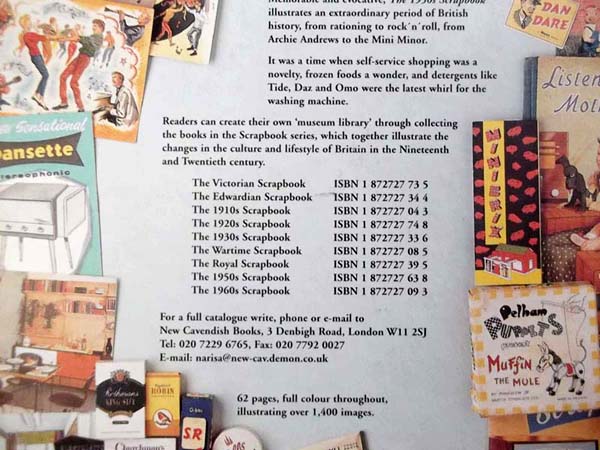 Memorable and evocative, The 1950s Scrapbook
illustrates an extraordinary period of British
history, from rationing to rock´n´roll, from
Archie Andrews to the Mini Minor.
It was a time when self-service shopping was a
novelty, frozen foods a wonder, and detergents like
Tide, Daz and Omo were the latest whirl for the
washing machine.
Readers can create their own 'museum library' through collecting
the books in the Scrapbook series, which together illustrate the
changes in the culture and lifestyle of Britain in the Nineteenth
and Twentieth century.
The Victorian Scrapbook ISBN 1 872727 73 5
The Edwardian Scrapbook ISBN 1 872727 34 4
The 1910s Scrapbook ISBN 1 872727 04 3
The 1920s Scrapbook ISBN 1 872727 74 8
The 1930s Scrapbook ISBN 1 872727 33 6
The Wartime Scrapbook ISBN 1 872727 08 5
The Royal Scrapbook ISBN 1 872727 39 5
The 1950s Scrapbook ISBN 1 872727 63 8
The 1960s Scrapbook ISBN 1 872727 09 3
For a full catalogue write, phone or e-mail to
New Cavendish Books, 3 Denbigh Road, London W11 2SJ
Tel: 020 7229 6765, Fax: 020 7792 0027
E-mail: narisa@new-cav.demon.co.uk
62 pages, full colour throughout,
illustrating over 1,400 images.
Sensational
Dansette
stereophonic
DAN
DARE
Listen
Mot
MINIBRIX
Pelham
PUPPETS
MUFFIN
THE MULE
Rothmans
KING SIZE
ROBIN
SR
Churchman's